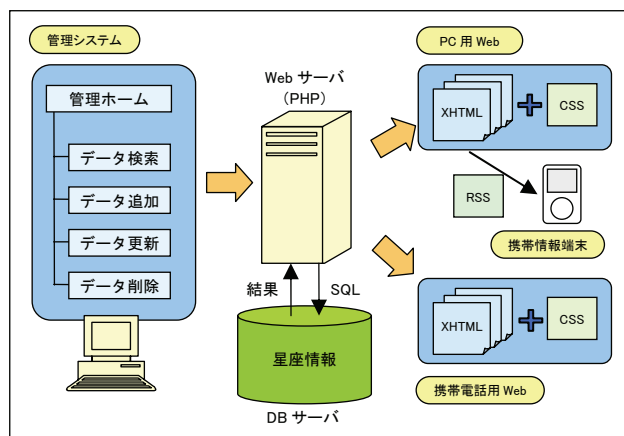 管理システム
管理ホーム
データ検索
データ追加
データ更新
データ削除
Web サーバ
（PHP）
結果
SQL
星座情報
DB サーバ
PC 用 Web
XHTML
CSS
RSS
携帯情報端末
XHTML
CSS
携帯電話用 Web